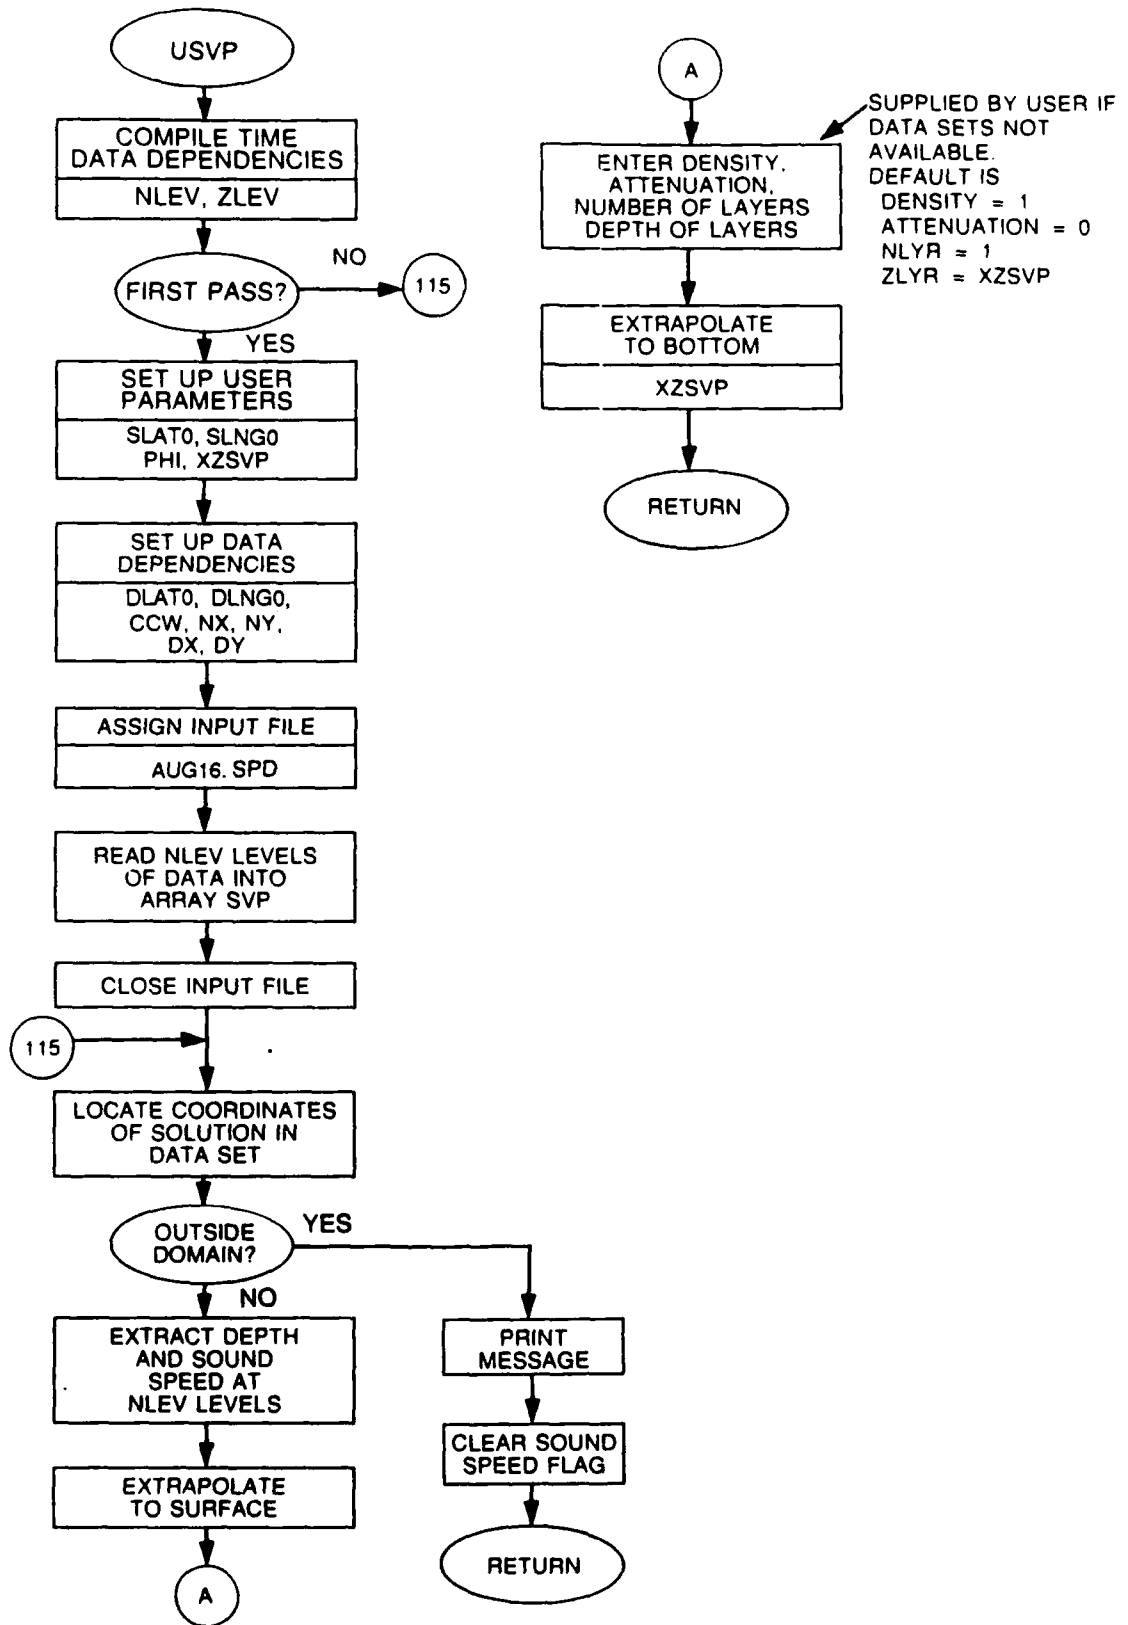 USVP
COMPILE TIME
DATA DEPENDENCIES
NLEV, ZLEV
FIRST PASS?
NO
115
YES
SET UP USER
PARAMETERS
SLAT0, SLNG0
PHI, XZSVP
SET UP DATA
DEPENDENCIES
DLAT0, DLNG0,
CCW, NX, NY,
DX, DY
ASSIGN INPUT FILE
AUG16. SPD
READ NLEV LEVELS
OF DATA INTO
ARRAY SVP
CLOSE INPUT FILE
115
LOCATE COORDINATES
OF SOLUTION IN
DATA SET
OUTSIDE
DOMAIN?
YES
NO
EXTRACT DEPTH
AND SOUND
SPEED AT
NLEV LEVELS
EXTRAPOLATE
TO SURFACE
A
PRINT
MESSAGE
CLEAR SOUND
SPEED FLAG
RETURN
A
SUPPLIED BY USER IF
DATA SETS NOT
AVAILABLE.
DEFAULT IS
DENSITY = 1
ATTENUATION = 0
NLYR = 1
ZLYR = XZSVP
ENTER DENSITY,
ATTENUATION,
NUMBER OF LAYERS
DEPTH OF LAYERS
EXTRAPOLATE
TO BOTTOM
XZSVP
RETURN